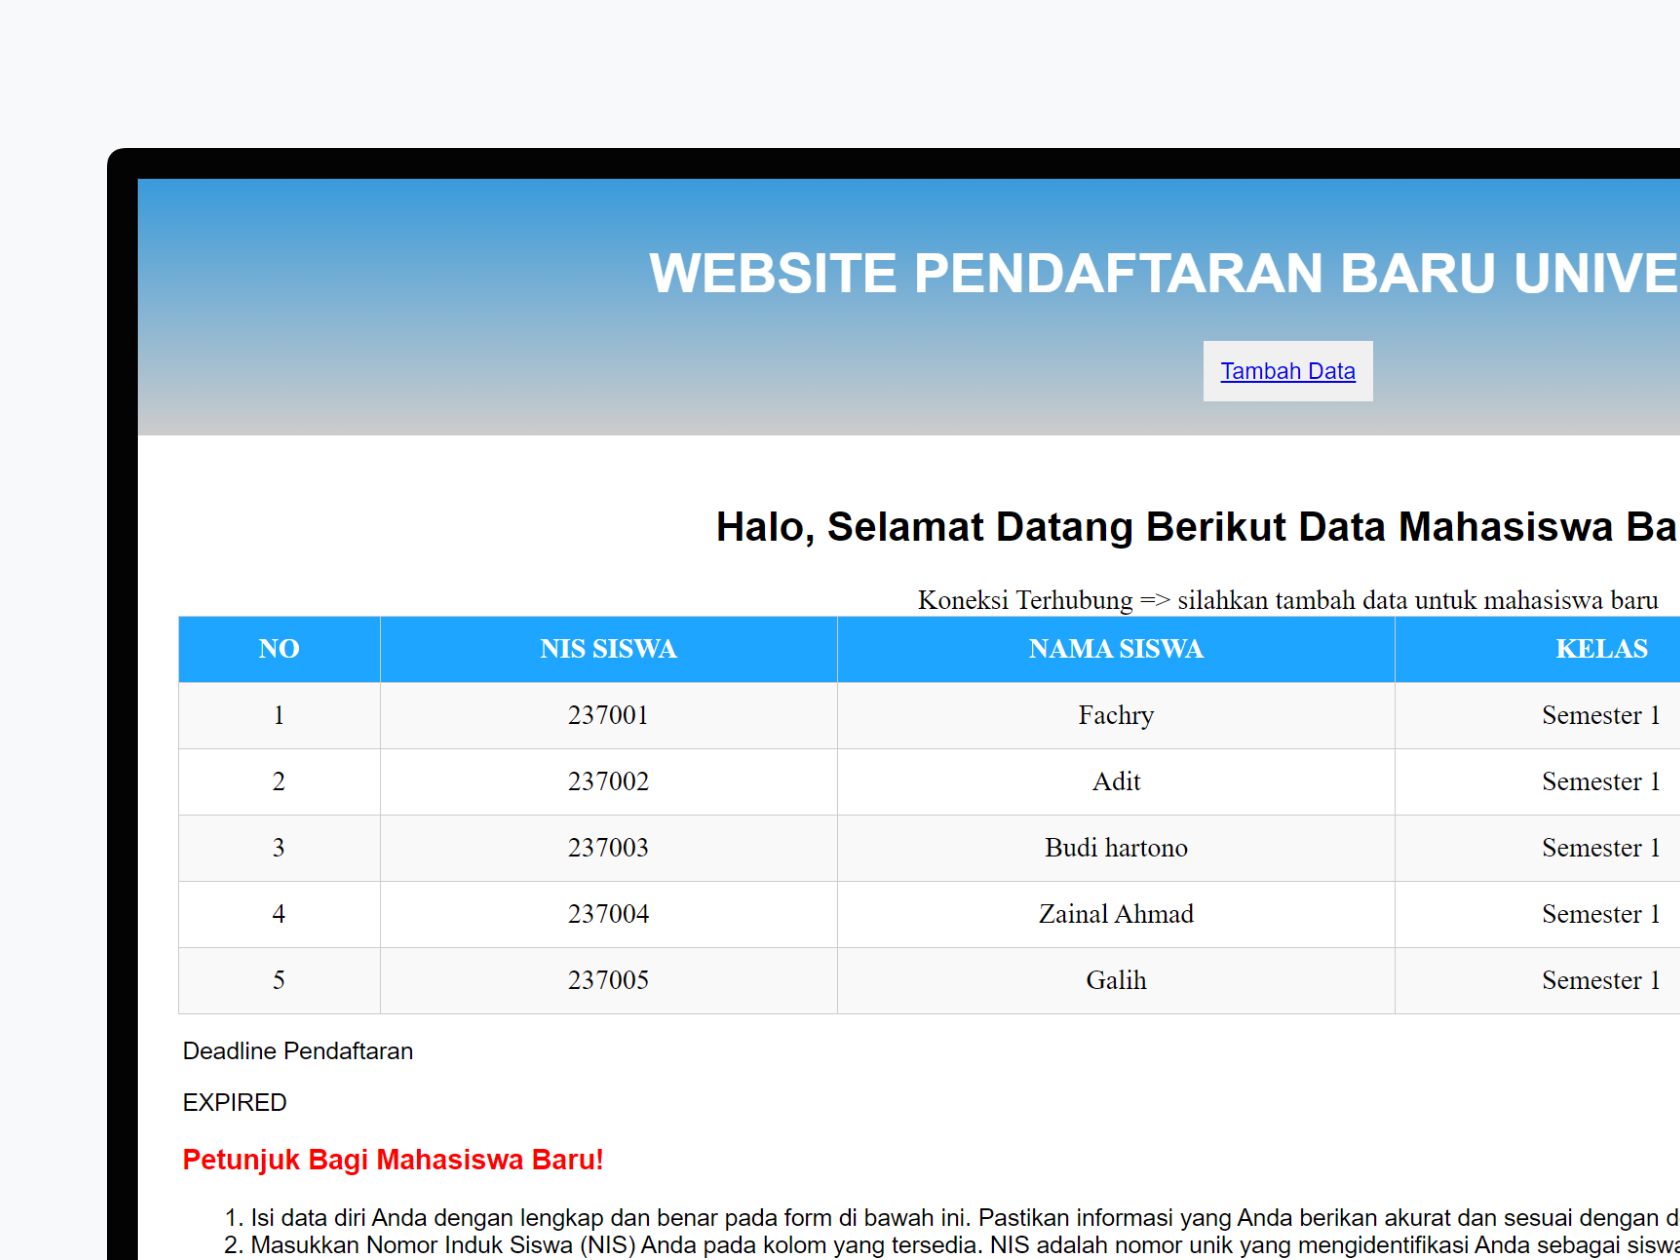 WEBSITE PENDAFTARAN BARU
Tambah Data
Halo, Selamat Datang Berikut Data Mahasiswa
Koneksi Terhubung => silahkan tambah data untuk mahasiswa baru
NO NIS SISWA NAMA SISWA KELAS
1 237001 Fachry Semester 1
2 237002 Adit Semester 1
3 237003 Budi hartono Semester 1
4 237004 Zainal Ahmad Semester 1
5 237005 Galih Semester 1
Deadline Pendaftaran
EXPIRED
Petunjuk Bagi Mahasiswa Baru!
1. Isi data diri Anda dengan lengkap dan benar pada form di bawah ini. Pastikan informasi yang Anda berikan akurat dan sesuai dengan
2. Masukkan Nomor Induk Siswa (NIS) Anda pada kolom yang tersedia. NIS adalah nomor unik yang mengidentifikasi Anda sebagai